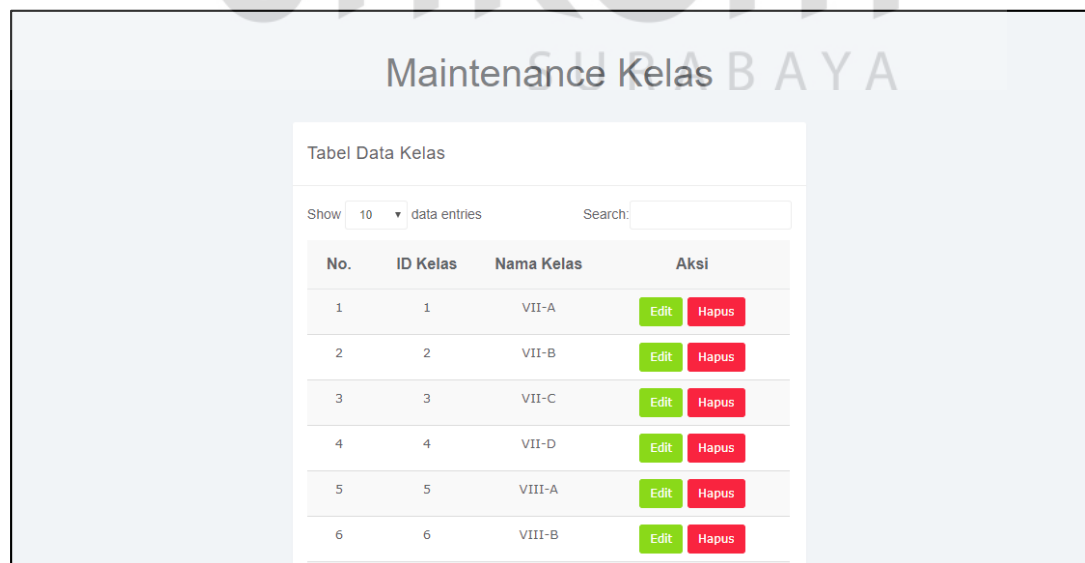 SURABAYA
Maintenance Kelas
Tabel Data Kelas
Show 10 data entries Search:
No. ID Kelas Nama Kelas Aksi
1 1 VII-A Edit Hapus
2 2 VII-B Edit Hapus
3 3 VII-C Edit Hapus
4 4 VII-D Edit Hapus
5 5 VIII-A Edit Hapus
6 6 VIII-B Edit Hapus